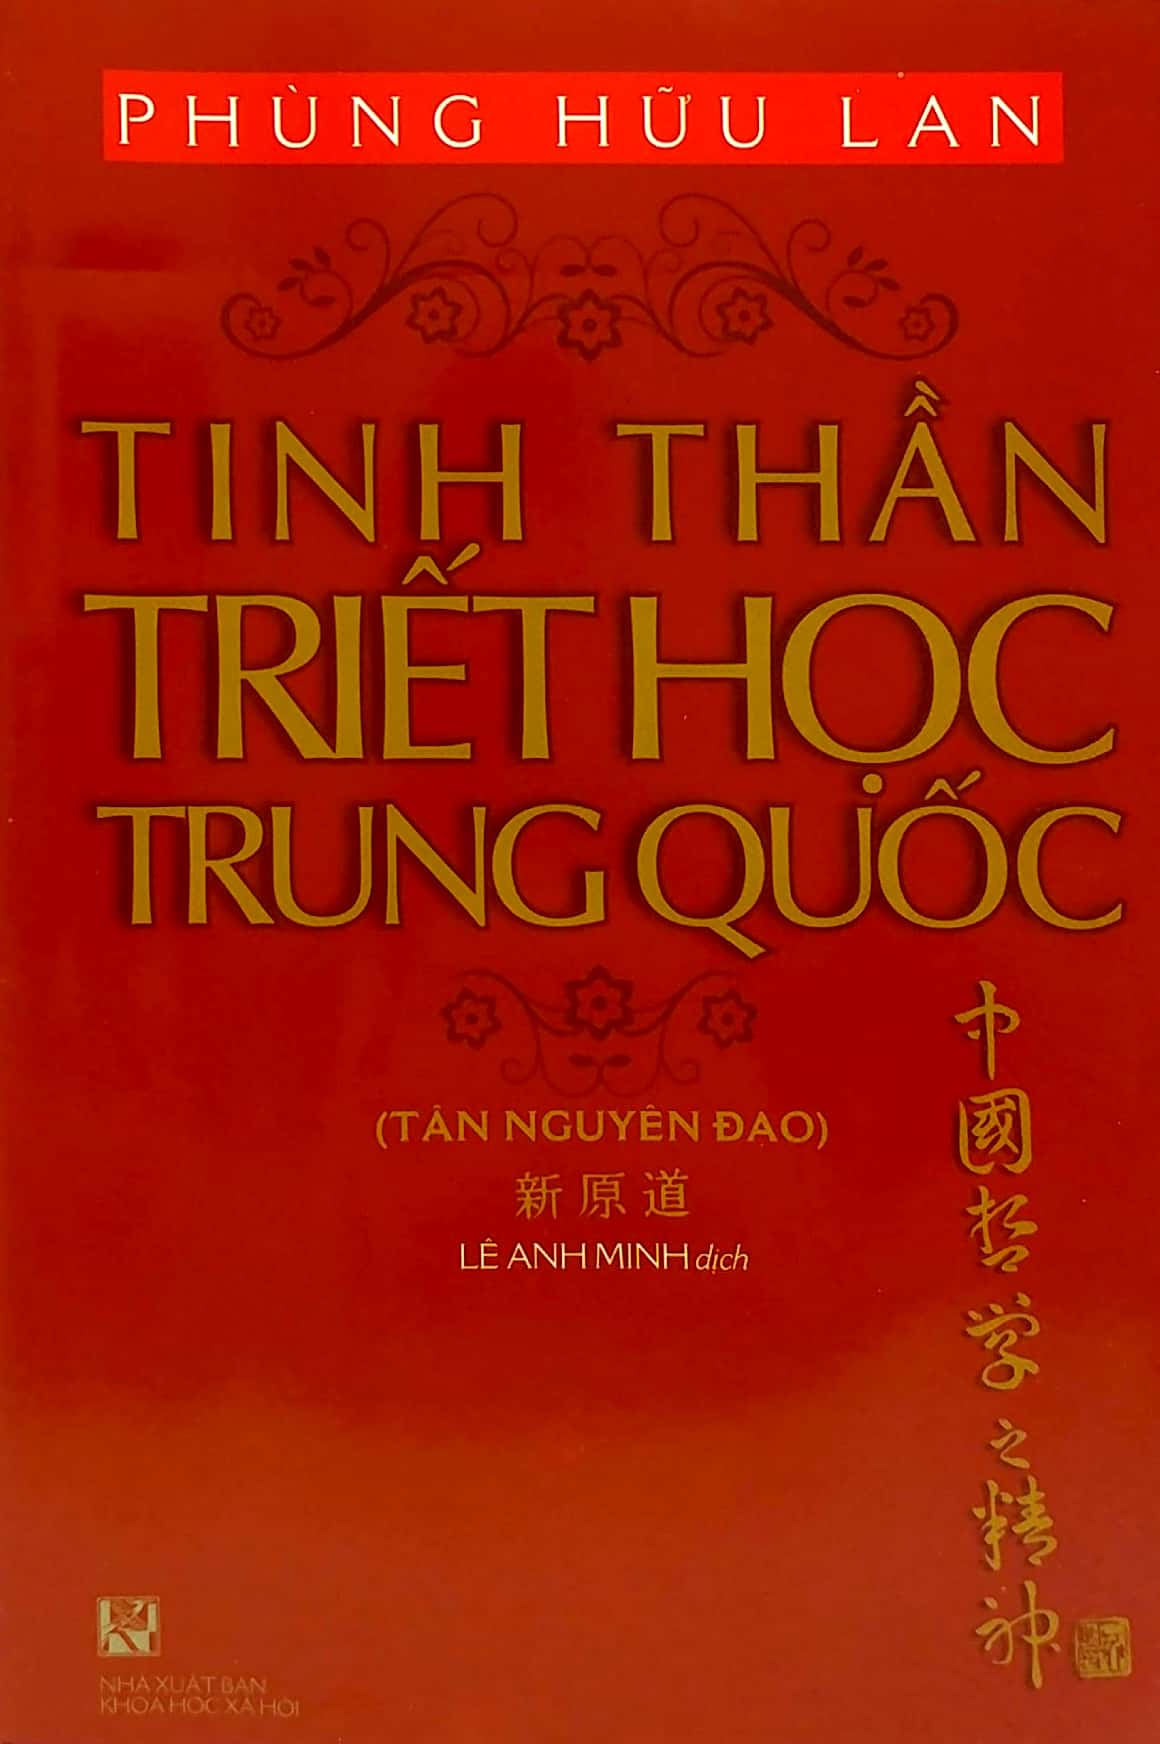 PHÙNG HỮU LAN
TINH THẦN
TRIẾT HỌC
TRUNG QUỐC
(TÂN NGUYÊN ĐẠO)
新原道
LÊ ANH MINH dịch
中國哲学之精神
NHÀ XUẤT BẢN
KHOA HỌC XÃ HỘI